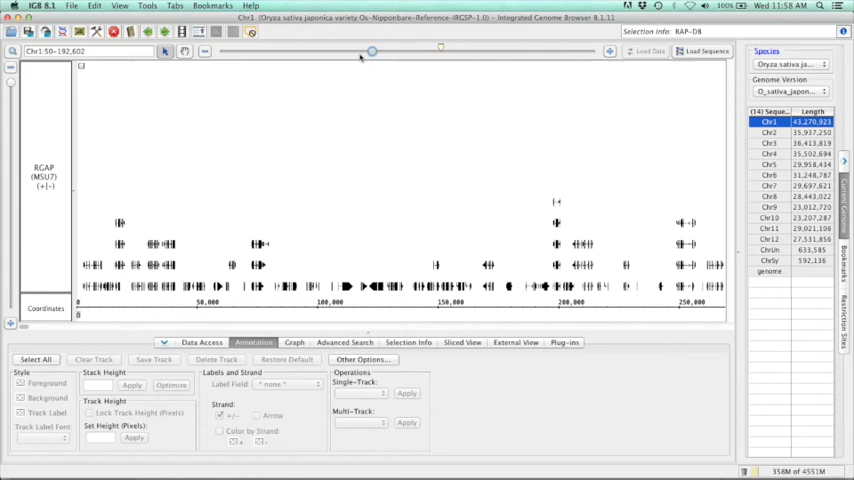 IGB 8.1 File Edit View Tools Tabs Bookmarks Help 100% Wed 11:58 AM
Chr1 (Oryza sativa japonica variety Os-Nipponbare-Reference-IRGSP-1.0) - Integrated Genome Browser 8.1.11
Selection Info: RAP-DB
Chr1:50-192,602
Load Data Load Sequence
Species
Oryza sativa ja...
Genome Version
O_sativa_japon...
(14) Seque... Length
Chr1 43,270,923
Chr2 35,937,250
Chr3 36,413,819
Chr4 35,502,694
Chr5 29,958,434
Chr6 31,248,787
Chr7 29,697,621
Chr8 28,443,022
Chr9 23,012,720
Chr10 23,207,287
Chr11 29,021,106
Chr12 27,531,856
ChrUn 633,585
ChrSy 592,136
genome
Current Genome
Bookmarks
Restriction Sites
RGAP
(MSU7)
(+|-)
Coordinates
0 50,000 100,000 150,000 200,000 250,000
0
Data Access Annotation Graph Advanced Search Selection Info Sliced View External View Plug-ins
Select All Clear Track Save Track Delete Track Restore Default Other Options...
Style
Foreground
Background
Track Label
Track Label Font:
Stack Height
Apply Optimize
Track Height
Lock Track Height (Pixels)
Set Height (Pixels):
Apply
Labels and Strand
Label Field: * none *
Strand:
+/- Arrow
Color by Strand:
+ -
Operations
Single-Track:
Apply
Multi-Track:
Apply
358M of 4551M